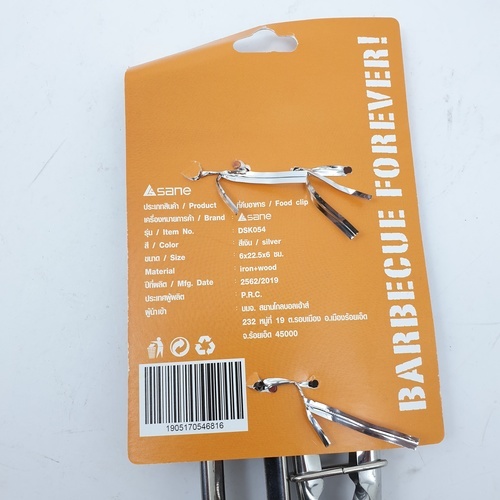 BARBECUE FOREVER!
sane
ประเภทสินค้า / Product ที่คีบอาหาร / Food clip
เครื่องหมายการค้า / Brand : sane
รุ่น / Item No. : DSK054
สี / Color : สีเงิน / silver
ขนาด / Size : 6x22.5x6 ซม.
Material : iron+wood
ปีที่ผลิต / Mfg. Date : 2562/2019
ประเทศผู้ผลิต : P.R.C.
ผู้นำเข้า : บมจ. สยามโกลบอลเฮ้าส์
232 หมู่ที่ 19 ต.รอบเมือง อ.เมืองร้อยเอ็ด
จ.ร้อยเอ็ด 45000
1905170546816